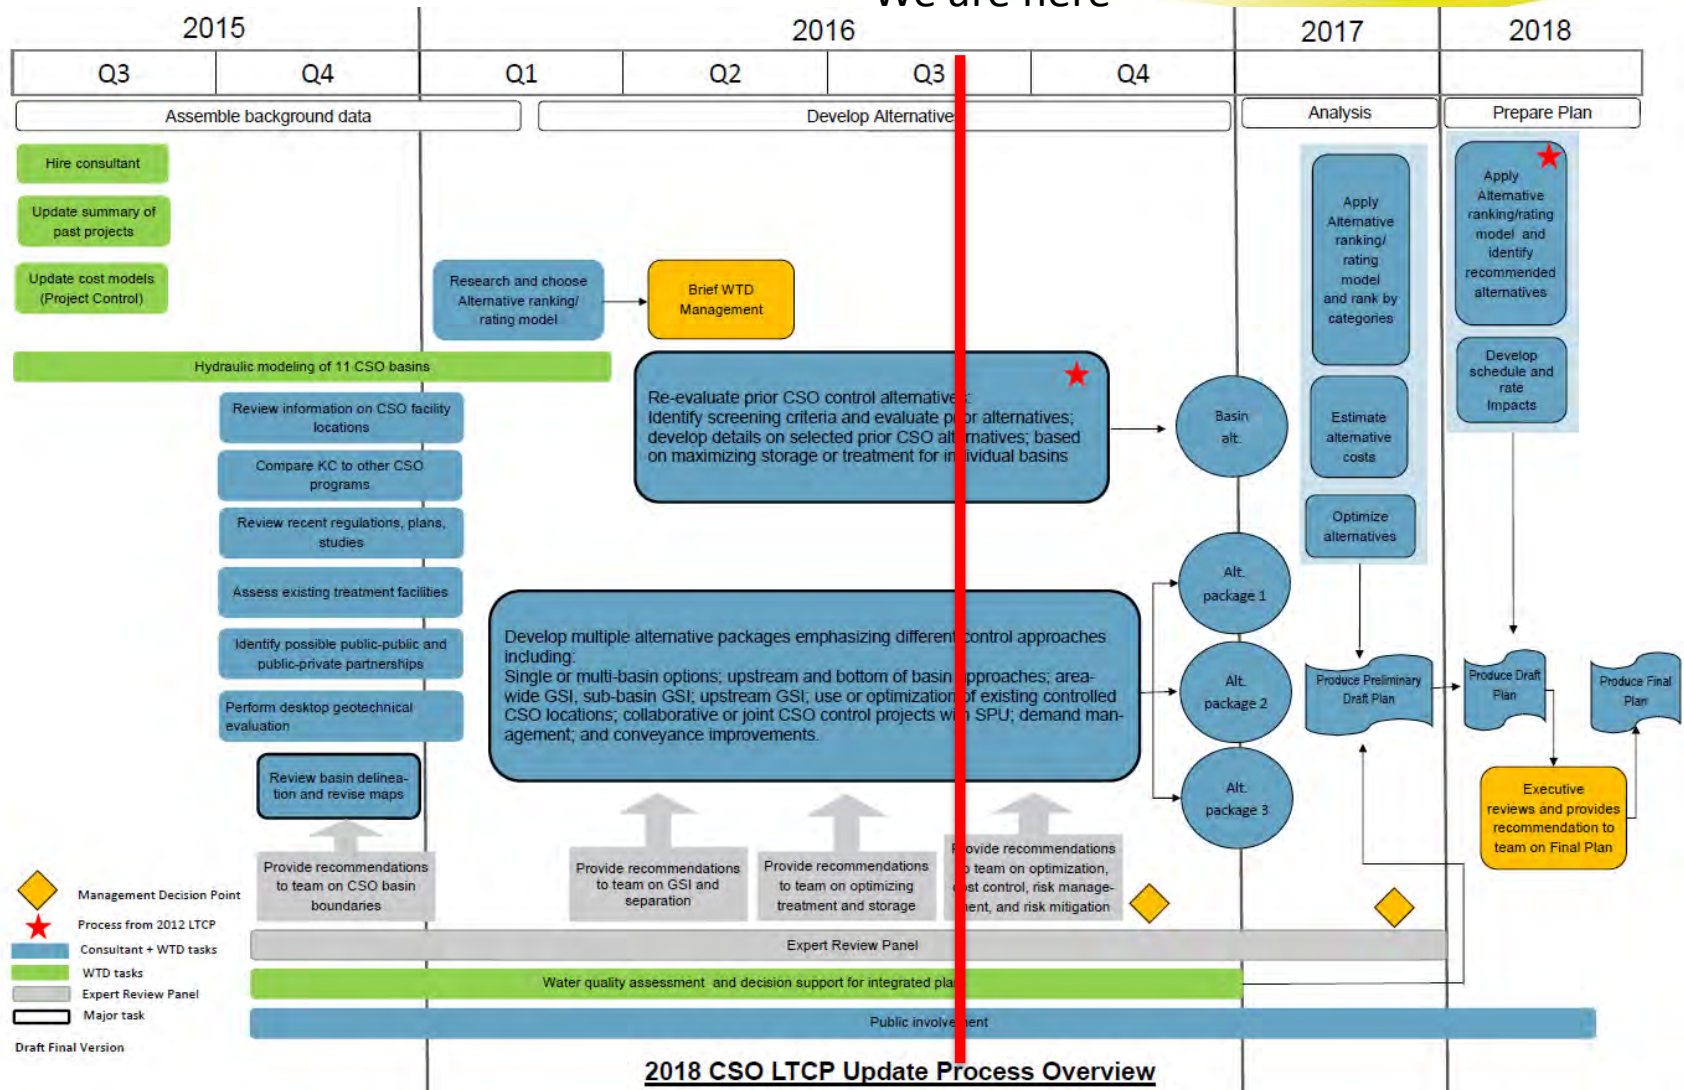 We are here
2015
2016
2017
2018
Q3
Q4
Q1
Q2
Q3
Q4
Assemble background data
Develop Alternative
Analysis
Prepare Plan
Hire consultant
Update summary of
past projects
Update cost models
(Project Control)
Research and choose
Alternative ranking/
rating model
Brief WTD
Management
Hydraulic modeling of 11 CSO basins
Review information on CSO facility
locations
Compare KC to other CSO
programs
Review recent regulations, plans,
studies
Assess existing treatment facilities
Identify possible public-public and
public-private partnerships
Perform desktop geotechnical
evaluation
Review basin delinea-
tion and revise maps
Re-evaluate prior CSO control alternatives:
Identify screening criteria and evaluate prior alternatives;
develop details on selected prior CSO alternatives; based
on maximizing storage or treatment for individual basins
Develop multiple alternative packages emphasizing different control approaches
including:
Single or multi-basin options; upstream and bottom of basin approaches; area-
wide GSI, sub-basin GSI; upstream GSI; use or optimization of existing controlled
CSO locations; collaborative or joint CSO control projects with SPU; demand man-
agement; and conveyance improvements.
Basin
alt.
Alt.
package 1
Alt.
package 2
Alt.
package 3
Apply
Alternative
ranking/
rating
model
and rank by
categories
Estimate
alternative
costs
Optimize
alternatives
Apply
Alternative
ranking/rating
model and
identify
recommended
alternatives
Develop
schedule and
rate
Impacts
Produce Preliminary
Draft Plan
Produce Draft
Plan
Produce Final
Plan
Executive
reviews and provides
recommendation to
team on Final Plan
Provide recommendations
to team on CSO basin
boundaries
Provide recommendations
to team on GSI and
separation
Provide recommendations
to team on optimizing
treatment and storage
Provide recommendations
to team on optimization,
cost control, risk manage-
ment, and risk mitigation
Expert Review Panel
Water quality assessment and decision support for integrated plan
Public involvement
Management Decision Point
Process from 2012 LTCP
Consultant + WTD tasks
WTD tasks
Expert Review Panel
Major task
Draft Final Version
2018 CSO LTCP Update Process Overview